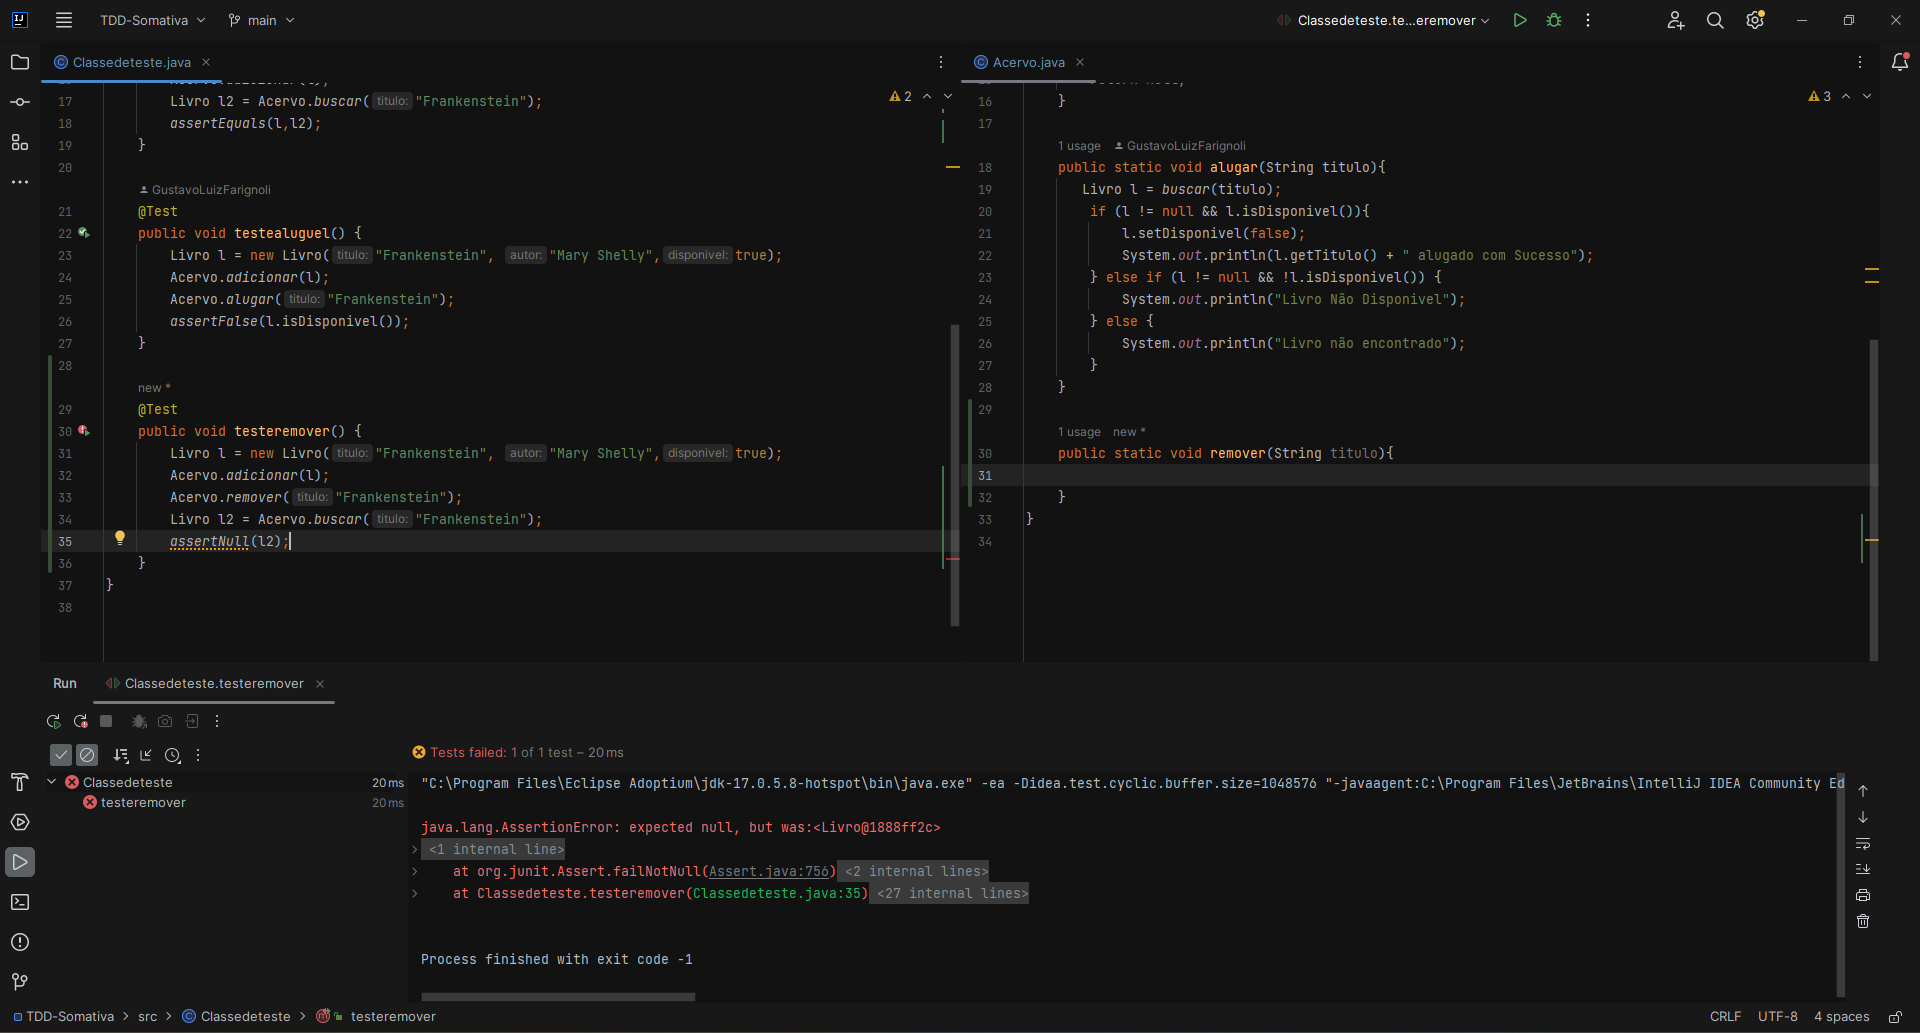 TDD-Somativa main Classedeteste.te...eremover
Classedeteste.java
17 Livro l2 = Acervo.buscar( titulo: "Frankenstein");
18 assertEquals(l,l2);
19 }
20
GustavoLuizFarignoli
21 @Test
22 public void testealuguel() {
23 Livro l = new Livro( titulo: "Frankenstein", autor: "Mary Shelly", disponivel: true);
24 Acervo.adicionar(l);
25 Acervo.alugar( titulo: "Frankenstein");
26 assertFalse(l.isDisponivel());
27 }
28
new *
29 @Test
30 public void testeremover() {
31 Livro l = new Livro( titulo: "Frankenstein", autor: "Mary Shelly", disponivel: true);
32 Acervo.adicionar(l);
33 Acervo.remover( titulo: "Frankenstein");
34 Livro l2 = Acervo.buscar( titulo: "Frankenstein");
35 assertNull(l2);
36 }
37 }
38
2
Acervo.java
16 }
17
1 usage GustavoLuizFarignoli
18 public static void alugar(String titulo){
19 Livro l = buscar(titulo);
20 if (l != null && l.isDisponivel()){
21 l.setDisponivel(false);
22 System.out.println(l.getTitulo() + " alugado com Sucesso");
23 } else if (l != null && !l.isDisponivel()) {
24 System.out.println("Livro Não Disponivel");
25 } else {
26 System.out.println("Livro não encontrado");
27 }
28 }
29
1 usage new *
30 public static void remover(String titulo){
31
32 }
33 }
34
3
Run Classedeteste.testeremover
Tests failed: 1 of 1 test – 20 ms
Classedeteste 20 ms
testeremover 20 ms
"C:\Program Files\Eclipse Adoptium\jdk-17.0.5.8-hotspot\bin\java.exe" -ea -Didea.test.cyclic.buffer.size=1048576 "-javaagent:C:\Program Files\JetBrains\IntelliJ IDEA Community Ed
java.lang.AssertionError: expected null, but was:<Livro@1888ff2c>
<1 internal line>
at org.junit.Assert.failNotNull(Assert.java:756) <2 internal lines>
at Classedeteste.testeremover(Classedeteste.java:35) <27 internal lines>
Process finished with exit code -1
TDD-Somativa > src > Classedeteste > testeremover
CRLF UTF-8 4 spaces